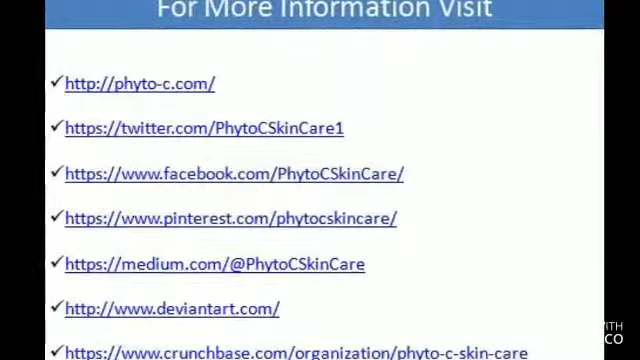 For More Information Visit
✓http://phyto-c.com/
✓https://twitter.com/PhytoCSkinCare1
✓https://www.facebook.com/PhytoCSkinCare/
✓https://www.pinterest.com/phytocskincare/
✓https://medium.com/@PhytoCSkinCare
✓http://www.deviantart.com/
✓https://www.crunchbase.com/organization/phyto-c-skin-care